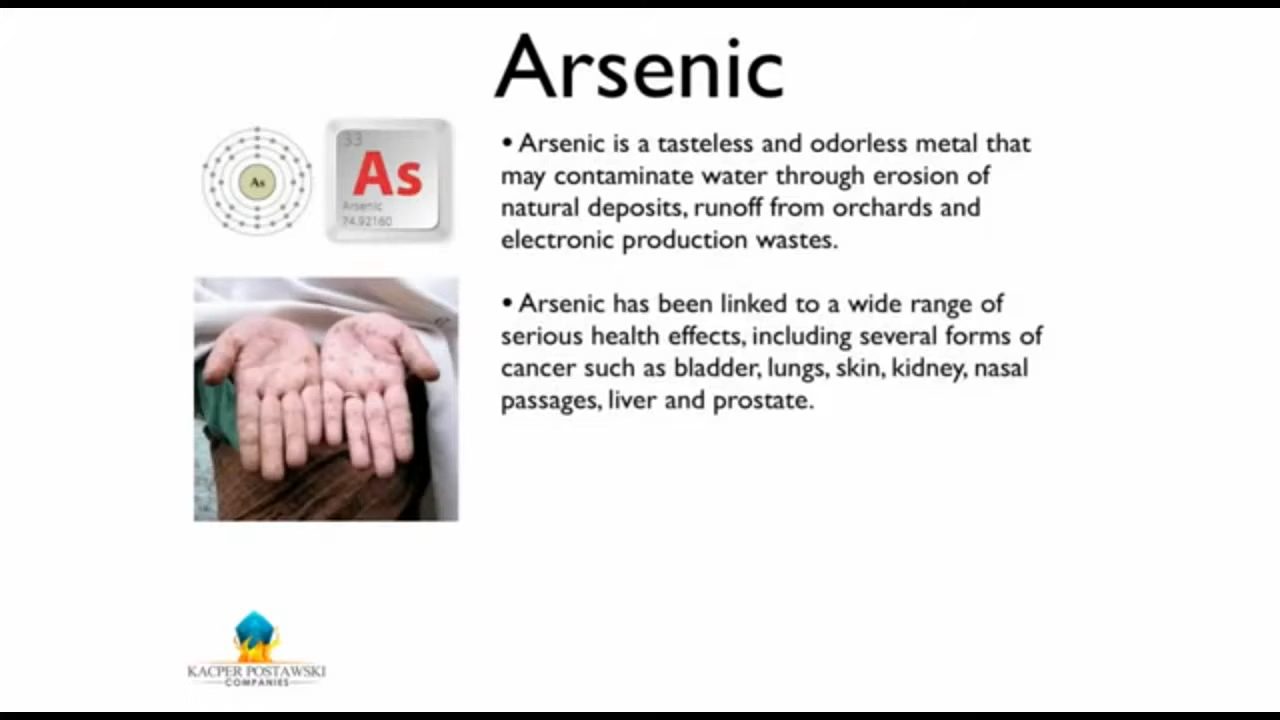 Arsenic
As
33
As
Arsenic
74.92160
• Arsenic is a tasteless and odorless metal that
may contaminate water through erosion of
natural deposits, runoff from orchards and
electronic production wastes.
• Arsenic has been linked to a wide range of
serious health effects, including several forms of
cancer such as bladder, lungs, skin, kidney, nasal
passages, liver and prostate.
KACPER POSTAWSKI
COMPANIES